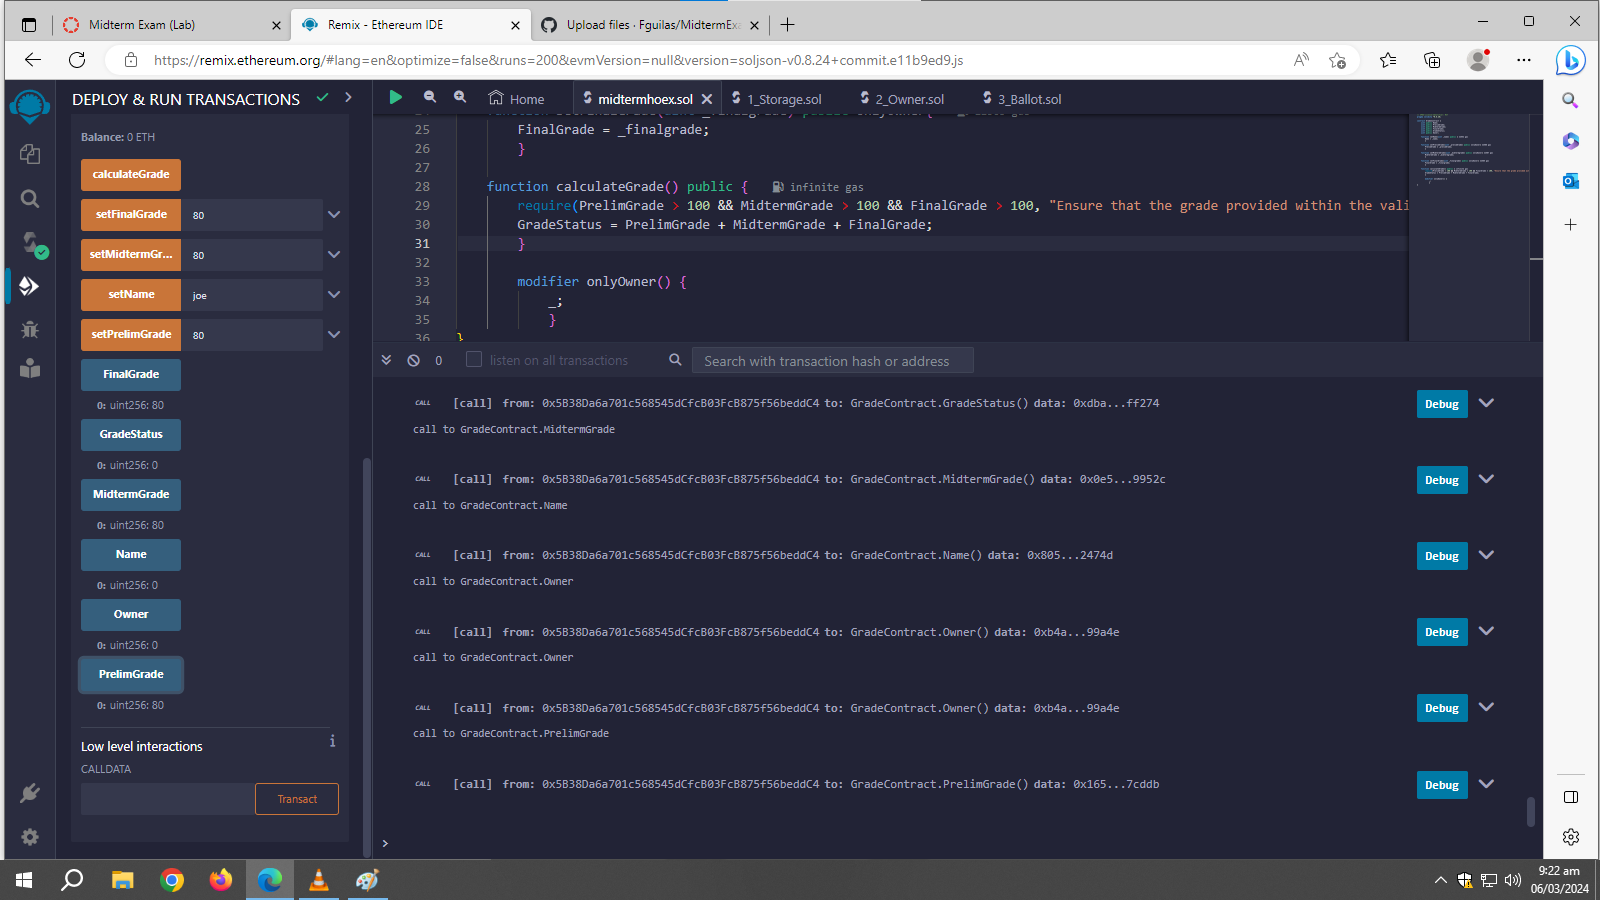 Midterm Exam (Lab)
Remix - Ethereum IDE
Upload files · Fguilas/MidtermExa
https://remix.ethereum.org/#lang=en&optimize=false&runs=200&evmVersion=null&version=soljson-v0.8.24+commit.e11b9ed9.js
DEPLOY & RUN TRANSACTIONS
Balance: 0 ETH
calculateGrade
setFinalGrade 80
setMidtermGr... 80
setName joe
setPrelimGrade 80
FinalGrade
0: uint256: 80
GradeStatus
0: uint256: 0
MidtermGrade
0: uint256: 80
Name
0: uint256: 0
Owner
0: uint256: 0
PrelimGrade
0: uint256: 80
Low level interactions
i
CALLDATA
Transact
Home
midtermhoex.sol
1_Storage.sol
2_Owner.sol
3_Ballot.sol
25 FinalGrade = _finalgrade;
26 }
27
28 function calculateGrade() public { infinite gas
29 require(PrelimGrade > 100 && MidtermGrade > 100 && FinalGrade > 100, "Ensure that the grade provided within the vali
30 GradeStatus = PrelimGrade + MidtermGrade + FinalGrade;
31 }
32
33 modifier onlyOwner() {
34 _;
35 }
36 }
0 listen on all transactions
Search with transaction hash or address
CALL [call] from: 0x5B38Da6a701c568545dCfcB03FcB875f56beddC4 to: GradeContract.GradeStatus() data: 0xdba...ff274 Debug
call to GradeContract.MidtermGrade
CALL [call] from: 0x5B38Da6a701c568545dCfcB03FcB875f56beddC4 to: GradeContract.MidtermGrade() data: 0x0e5...9952c Debug
call to GradeContract.Name
CALL [call] from: 0x5B38Da6a701c568545dCfcB03FcB875f56beddC4 to: GradeContract.Name() data: 0x805...2474d Debug
call to GradeContract.Owner
CALL [call] from: 0x5B38Da6a701c568545dCfcB03FcB875f56beddC4 to: GradeContract.Owner() data: 0xb4a...99a4e Debug
call to GradeContract.Owner
CALL [call] from: 0x5B38Da6a701c568545dCfcB03FcB875f56beddC4 to: GradeContract.Owner() data: 0xb4a...99a4e Debug
call to GradeContract.PrelimGrade
CALL [call] from: 0x5B38Da6a701c568545dCfcB03FcB875f56beddC4 to: GradeContract.PrelimGrade() data: 0x165...7cddb Debug
>
9:22 am
06/03/2024